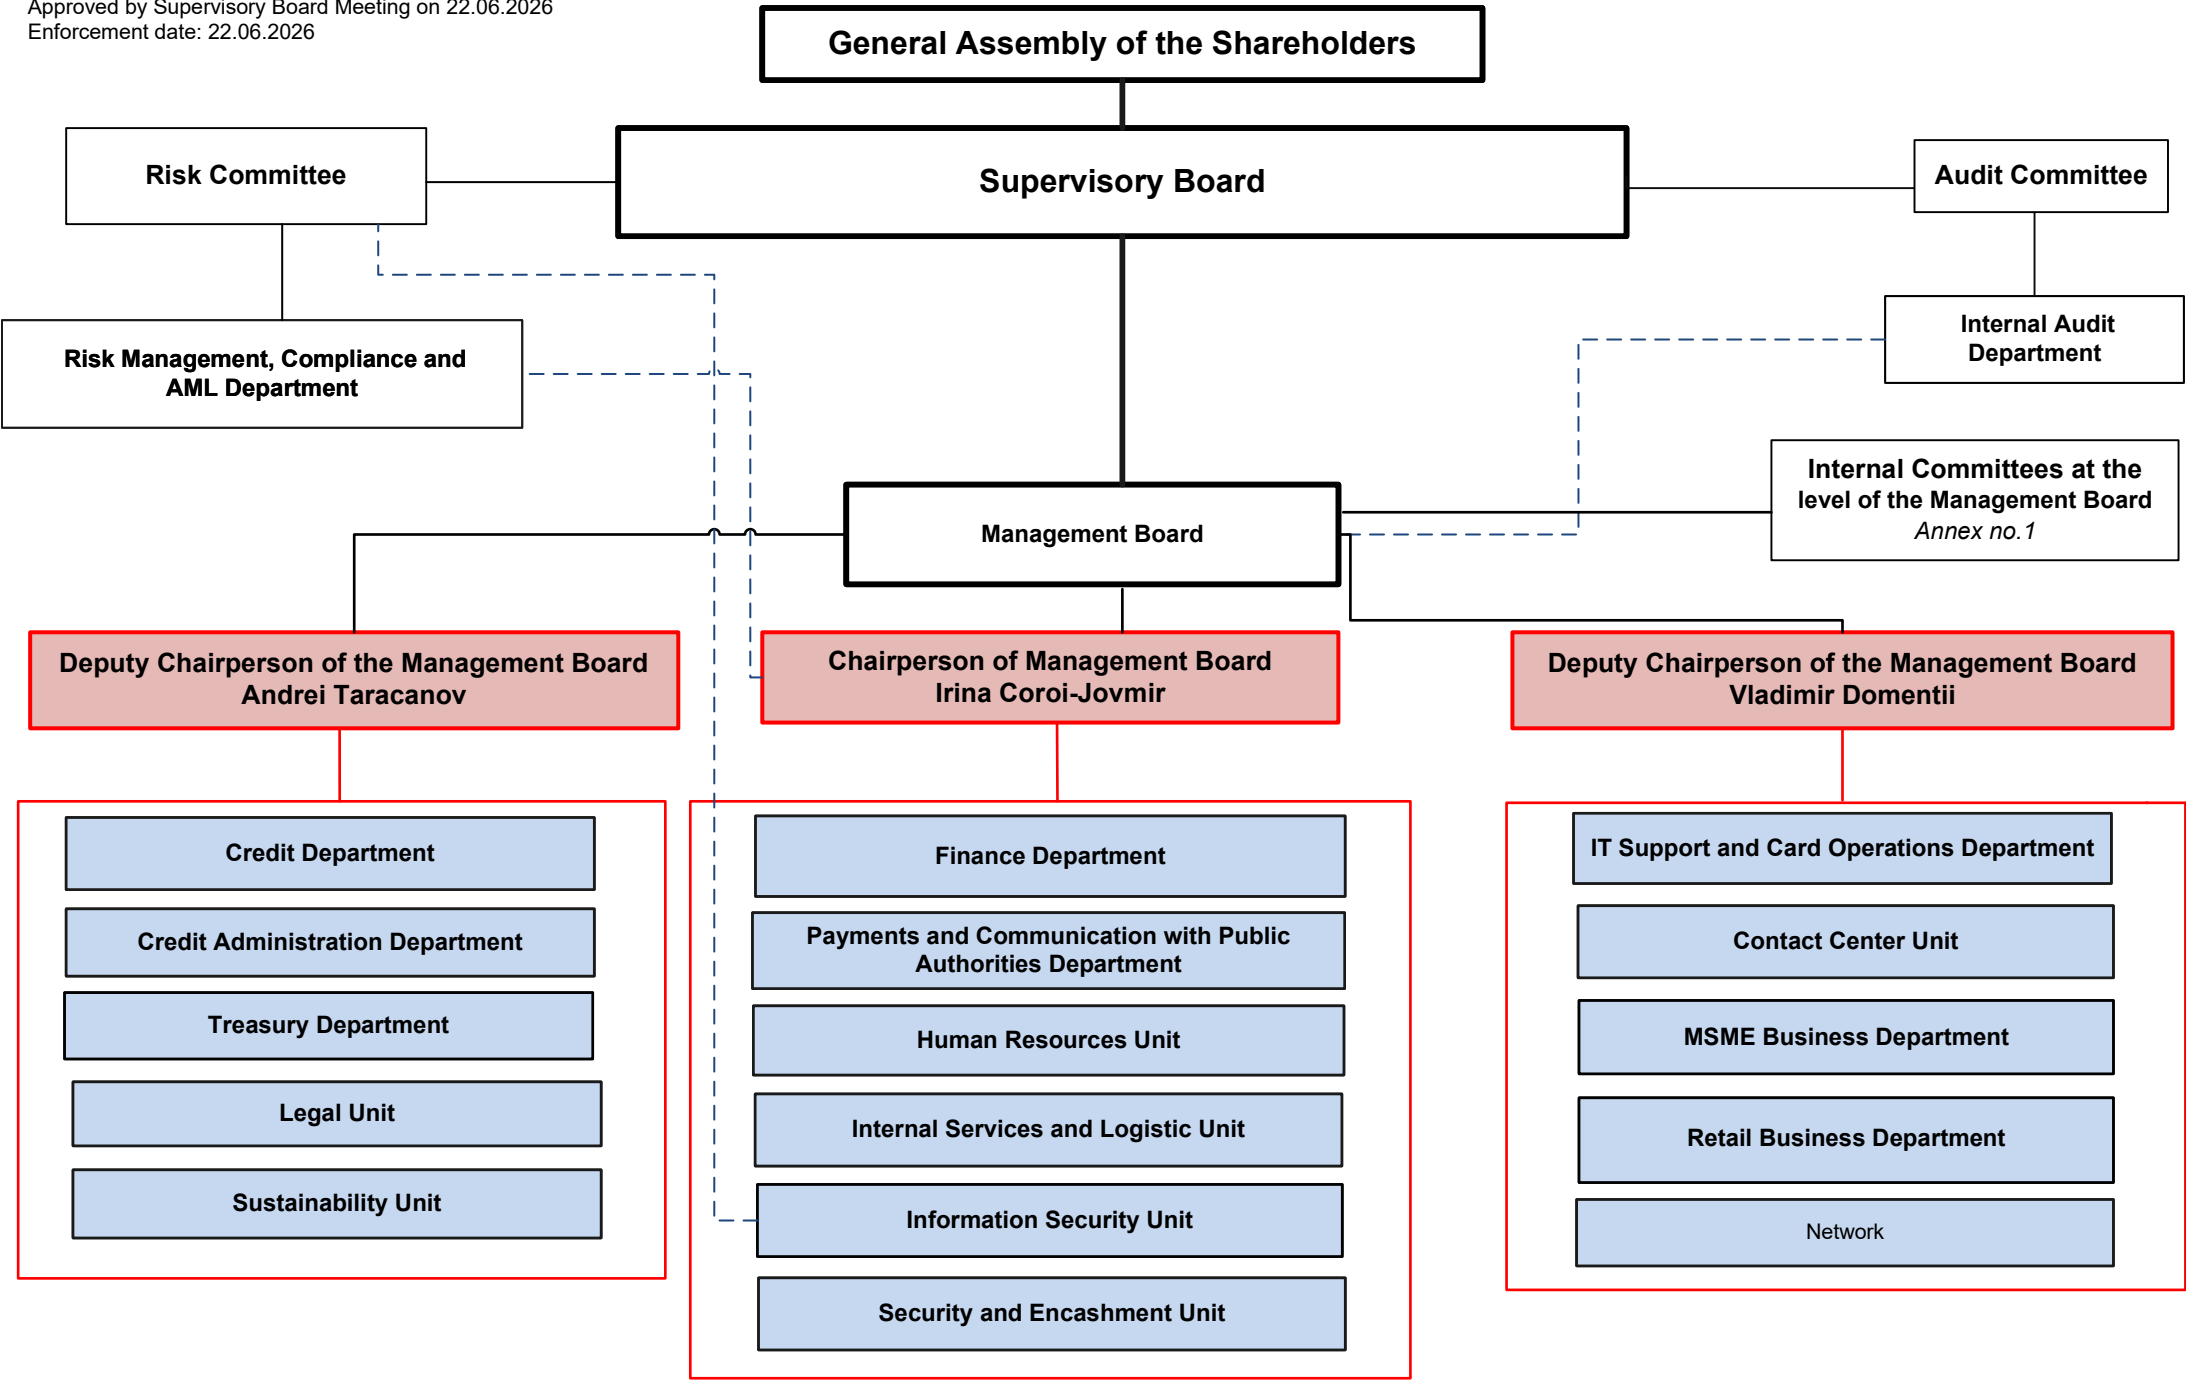 Approved by Supervisory Board Meeting on 22.06.2026
Enforcement date: 22.06.2026
General Assembly of the Shareholders
Risk Committee
Supervisory Board
Audit Committee
Risk Management, Compliance and
AML Department
Internal Audit
Department
Internal Committees at the
level of the Management Board
Annex no.1
Management Board
Deputy Chairperson of the Management Board
Andrei Taracanov
Chairperson of Management Board
Irina Coroi-Jovmir
Deputy Chairperson of the Management Board
Vladimir Domentii
Credit Department
Credit Administration Department
Treasury Department
Legal Unit
Sustainability Unit
Finance Department
Payments and Communication with Public
Authorities Department
Human Resources Unit
Internal Services and Logistic Unit
Information Security Unit
Security and Encashment Unit
IT Support and Card Operations Department
Contact Center Unit
MSME Business Department
Retail Business Department
Network